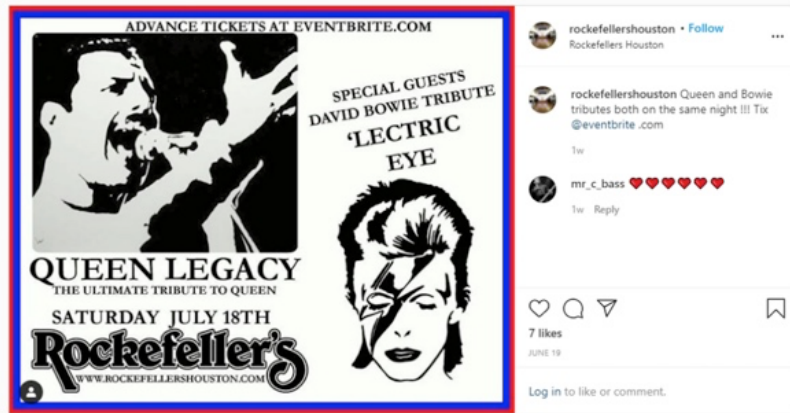 ADVANCE TICKETS AT EVENTBRITE.COM
SPECIAL GUESTS
DAVID BOWIE TRIBUTE
'LECTRIC
EYE
QUEEN LEGACY
THE ULTIMATE TRIBUTE TO QUEEN
SATURDAY JULY 18TH
Rockefeller's
WWW.ROCKEFELLERSHOUSTON.COM
rockefellershouston • Follow
Rockefellers Houston
rockefellershouston Queen and Bowie
tributes both on the same night !!! Tix
@eventbrite .com
1w
mr_c_bass ❤️❤️❤️❤️❤️❤️
1w Reply
7 likes
JUNE 19
Log in to like or comment.